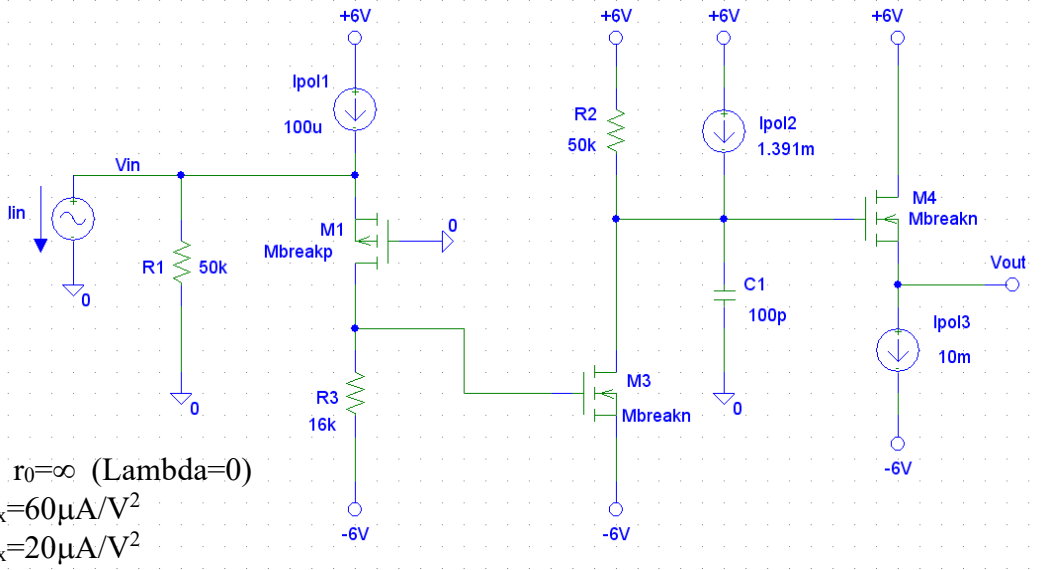 +6V
+6V
+6V
+6V
Ipol1
100u
R2
50k
Ipol2
1.391m
Vin
Iin
M1
Mbreakp
0
M4
Mbreakn
R1
50k
0
C1
100p
Vout
Ipol3
10m
R3
16k
M3
Mbreakn
0
0
r0=∞ (Lambda=0)
=60μA/V2
=20μA/V2
-6V
-6V
-6V